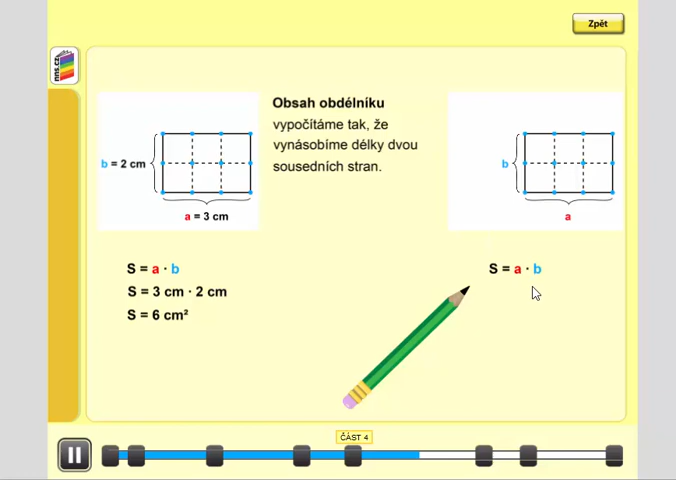 Zpět
nns.cz
Obsah obdélníku
vypočítáme tak, že
vynásobíme délky dvou
sousedních stran.
b = 2 cm
a = 3 cm
b
a
S = a · b
S = 3 cm · 2 cm
S = 6 cm²
S = a · b
ČÁST 4